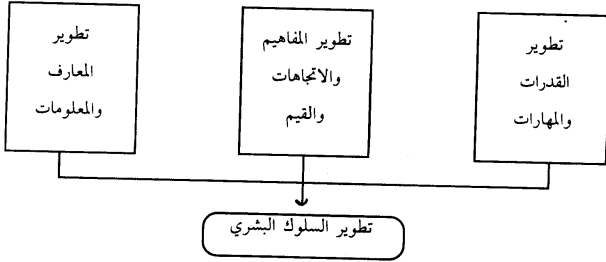 تطوير
القدرات
والمهارات
تطوير المفاهيم
والاتجاهات
والقيم
تطوير
المعارف
والمعلومات
تطوير السلوك البشري